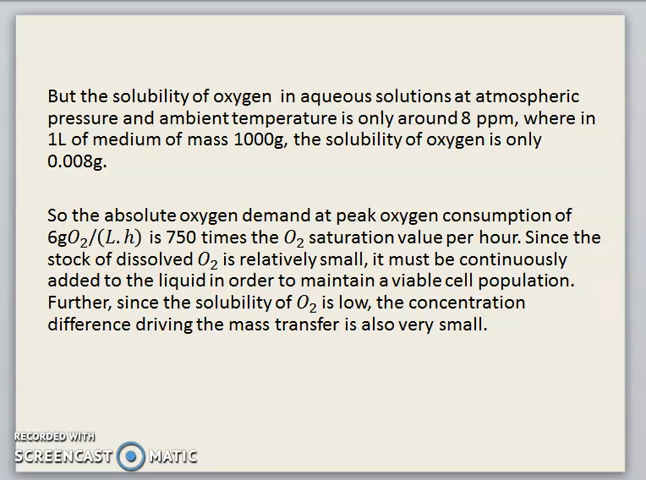 But the solubility of oxygen in aqueous solutions at atmospheric
pressure and ambient temperature is only around 8 ppm, where in
1L of medium of mass 1000g, the solubility of oxygen is only
0.008g.
So the absolute oxygen demand at peak oxygen consumption of
6gO₂/(L.h) is 750 times the O₂ saturation value per hour. Since the
stock of dissolved O₂ is relatively small, it must be continuously
added to the liquid in order to maintain a viable cell population.
Further, since the solubility of O₂ is low, the concentration
difference driving the mass transfer is also very small.
RECORDED WITH
SCREENCAST MATIC